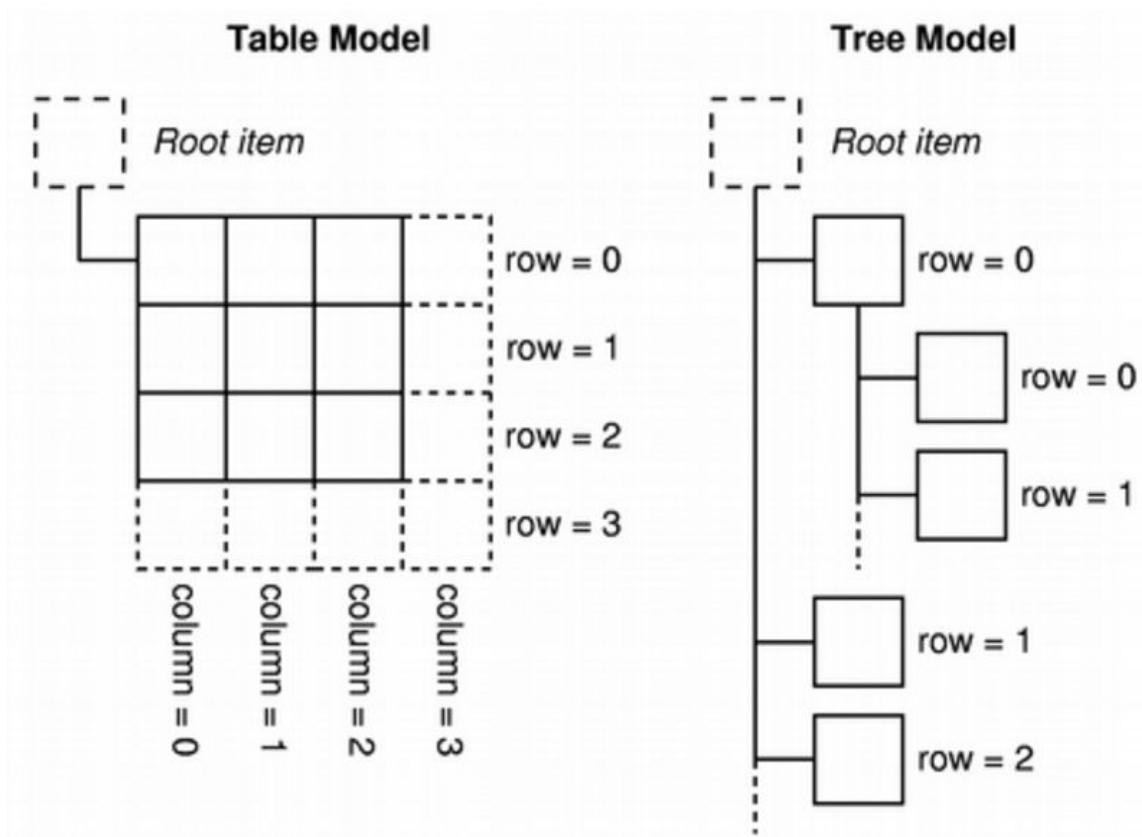 Table Model
Root item
row = 0
row = 1
row = 2
row = 3
column = 0
column = 1
column = 2
column = 3
Tree Model
Root item
row = 0
row = 0
row = 1
row = 1
row = 2